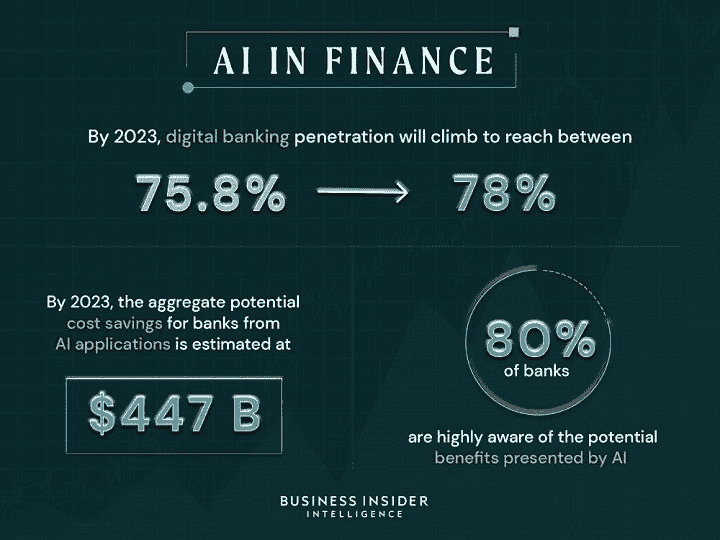 AI IN FINANCE
By 2023, digital banking penetration will climb to reach between
75.8% → 78%
By 2023, the aggregate potential
cost savings for banks from
AI applications is estimated at
$447 B
80%
of banks
are highly aware of the potential
benefits presented by AI
BUSINESS INSIDER
INTELLIGENCE